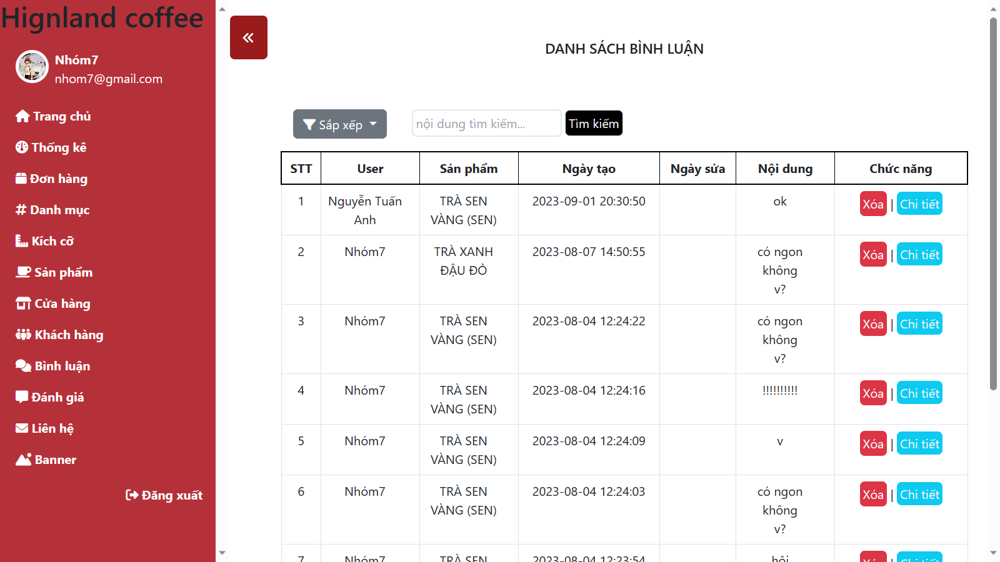 Hignland coffee
Nhóm7
nhom7@gmail.com
Trang chủ
Thống kê
Đơn hàng
Danh mục
Kích cỡ
Sản phẩm
Cửa hàng
Khách hàng
Bình luận
Đánh giá
Liên hệ
Banner
Đăng xuất
DANH SÁCH BÌNH LUẬN
Sắp xếp
nội dung tìm kiếm... Tìm kiếm
STT User Sản phẩm Ngày tạo Ngày sửa Nội dung Chức năng
1 Nguyễn Tuấn TRÀ SEN 2023-09-01 20:30:50 ok Xóa | Chi tiết
Anh VÀNG (SEN)
2 Nhóm7 TRÀ XANH 2023-08-07 14:50:55 có ngon Xóa | Chi tiết
ĐẬU ĐỎ không
v?
3 Nhóm7 TRÀ SEN 2023-08-04 12:24:22 có ngon Xóa | Chi tiết
VÀNG (SEN) không
v?
4 Nhóm7 TRÀ SEN 2023-08-04 12:24:16 !!!!!!!!!! Xóa | Chi tiết
VÀNG (SEN)
5 Nhóm7 TRÀ SEN 2023-08-04 12:24:09 v Xóa | Chi tiết
VÀNG (SEN)
6 Nhóm7 TRÀ SEN 2023-08-04 12:24:03 có ngon Xóa | Chi tiết
VÀNG (SEN) không
v?
7 Nhóm7 TRÀ SEN 2023-08-04 12:23:54 Xóa | Chi tiết